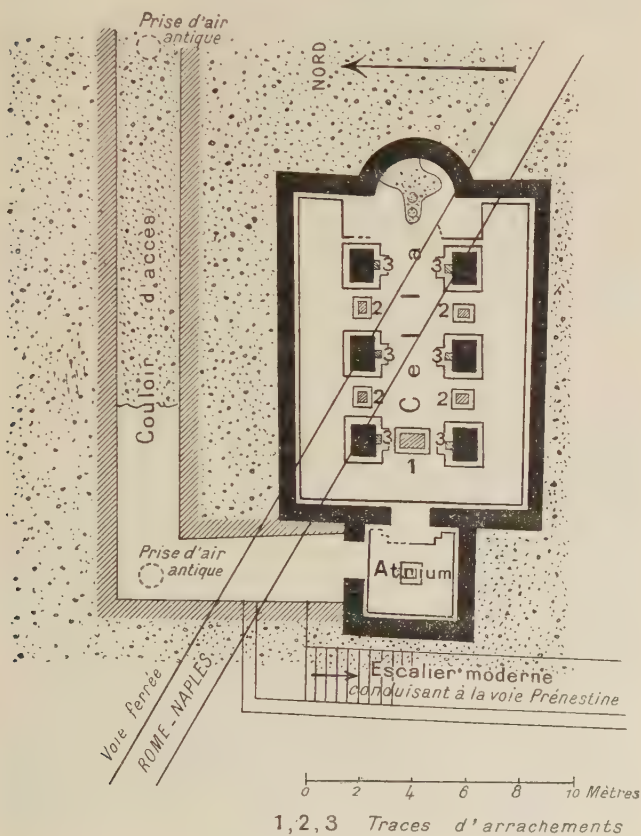 Prise d'air
antique
NORD
Couloir d'accès
Cella
3
3
2
2
3
3
2
2
3
3
1
Prise d'air
antique
Atrium
Voie ferrée
ROME-NAPLES
Escalier moderne
conduisant à la voie Prénestine
0 2 4 6 8 10 Mètres
1,2,3 Traces d'arrachements